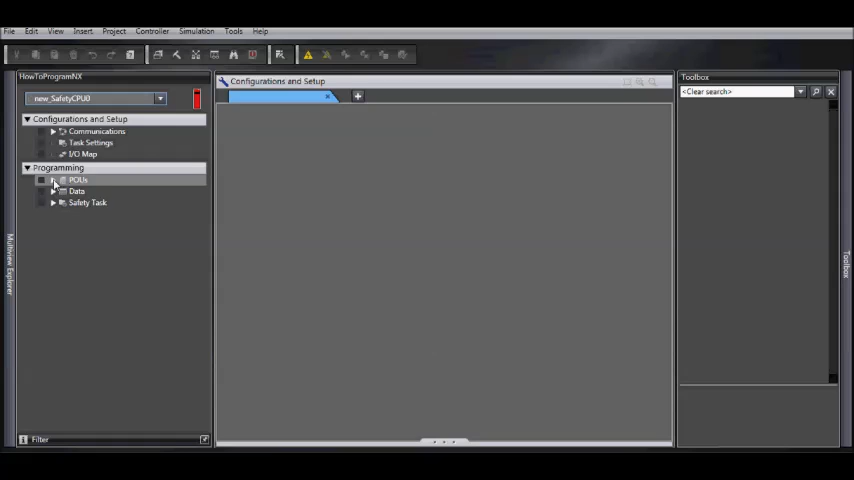 File Edit View Insert Project Controller Simulation Tools Help
HowToProgramNX
new_SafetyCPU0
Configurations and Setup
Communications
Task Settings
I/O Map
Programming
POUs
Data
Safety Task
Filter
Multiview Explorer
Configurations and Setup
Toolbox
<Clear search>
Toolbox